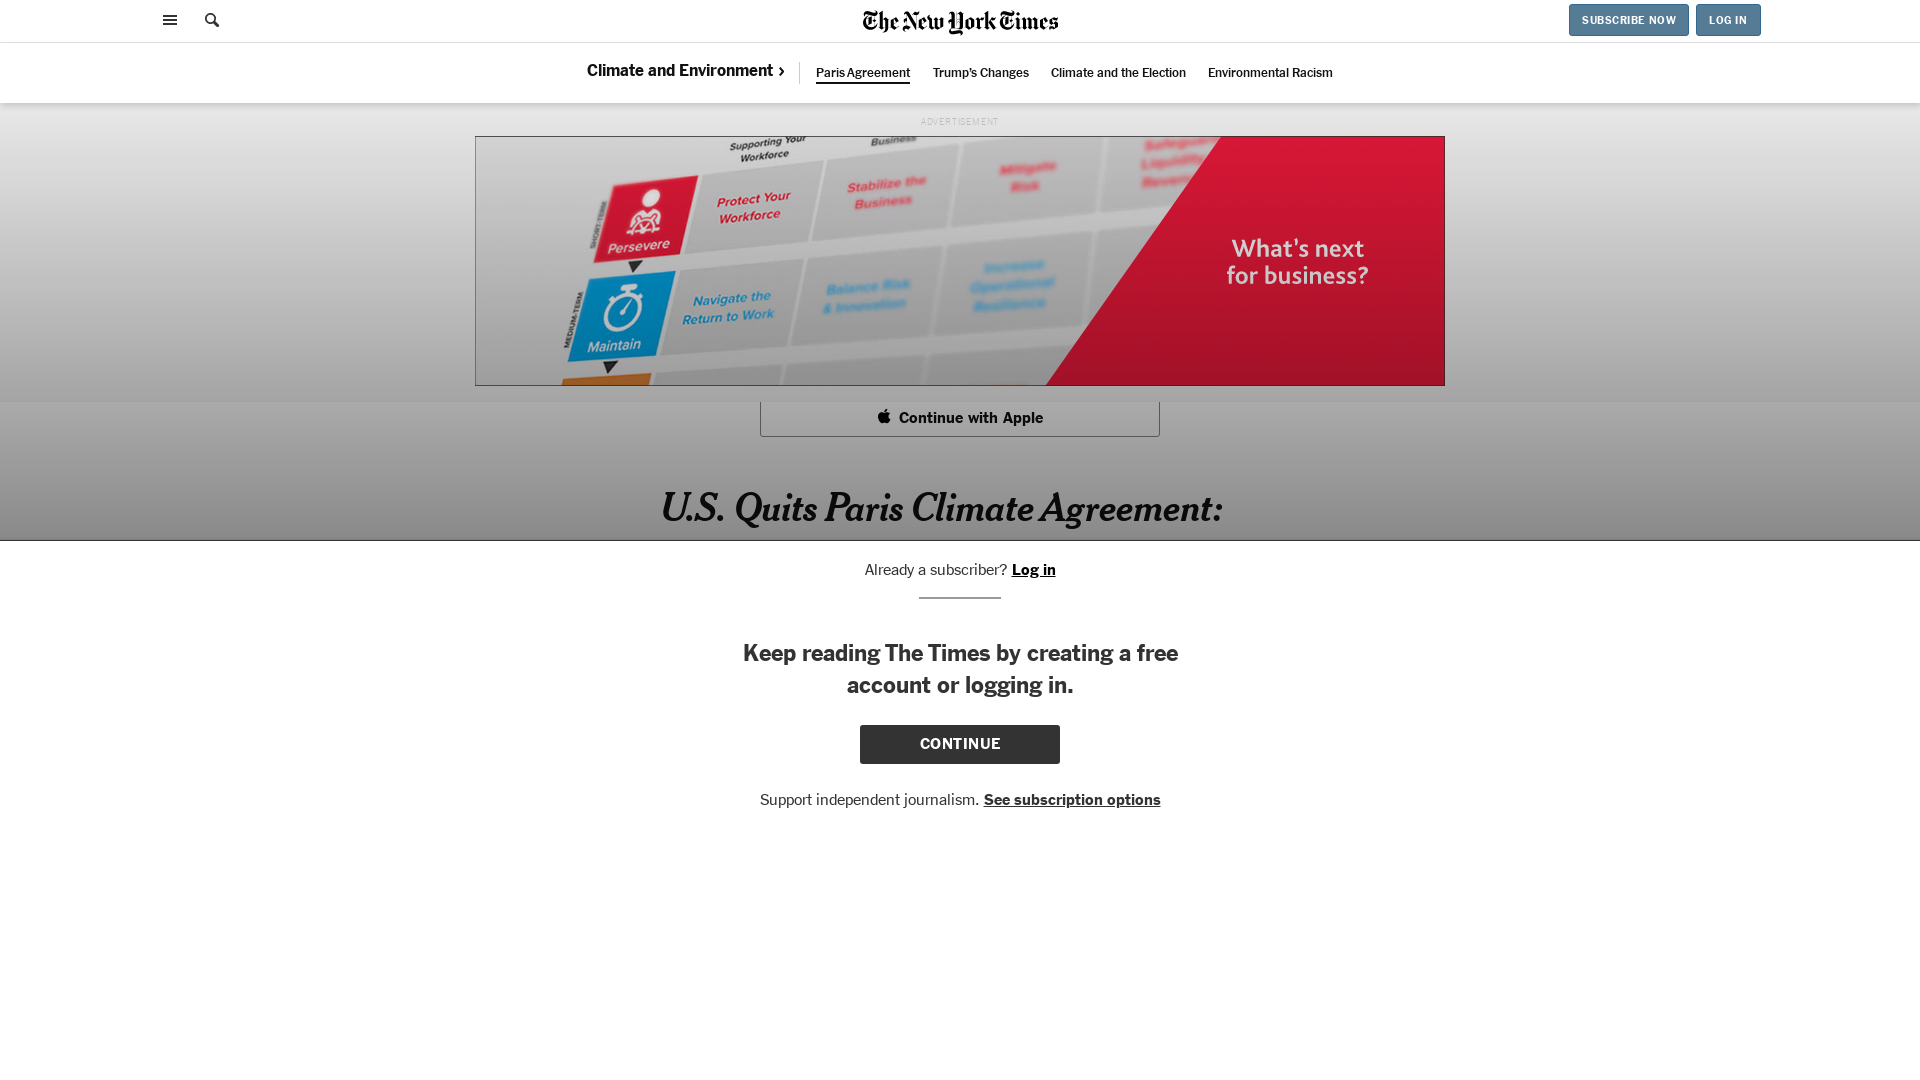 The New York Times
SUBSCRIBE NOW
LOG IN
Climate and Environment ›
Paris Agreement
Trump's Changes
Climate and the Election
Environmental Racism
ADVERTISEMENT
Supporting Your
Workforce
Business
SHORT-TERM
Persevere
Protect Your
Workforce
Stabilize the
Business
Mitigate
Risk
MEDIUM-TERM
Maintain
Navigate the
Return to Work
Balance Risk
& Innovation
Increase
Operational
Resilience
What's next
for business?
Continue with Apple
U.S. Quits Paris Climate Agreement:
Already a subscriber? Log in
Keep reading The Times by creating a free
account or logging in.
CONTINUE
Support independent journalism. See subscription options